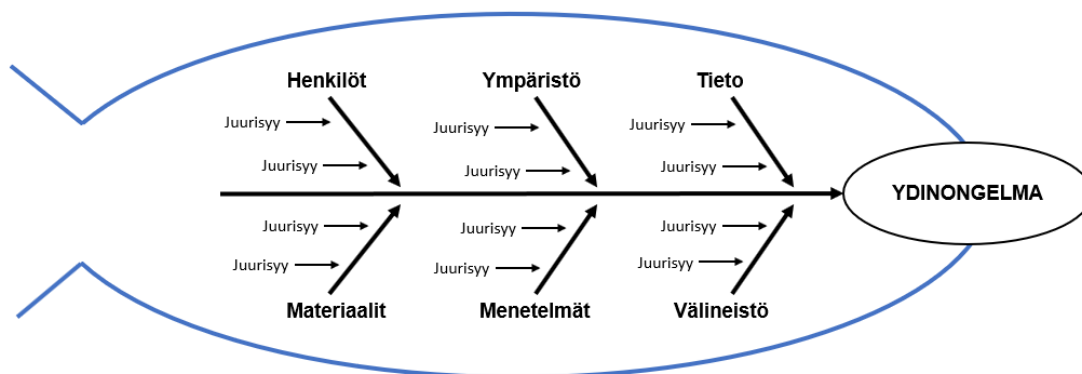 Henkilöt
Ympäristö
Tieto
Juurisyy
Juurisyy
Juurisyy
Juurisyy
Juurisyy
Juurisyy
YDINONGELMA
Juurisyy
Juurisyy
Juurisyy
Juurisyy
Juurisyy
Juurisyy
Materiaalit
Menetelmät
Välineistö